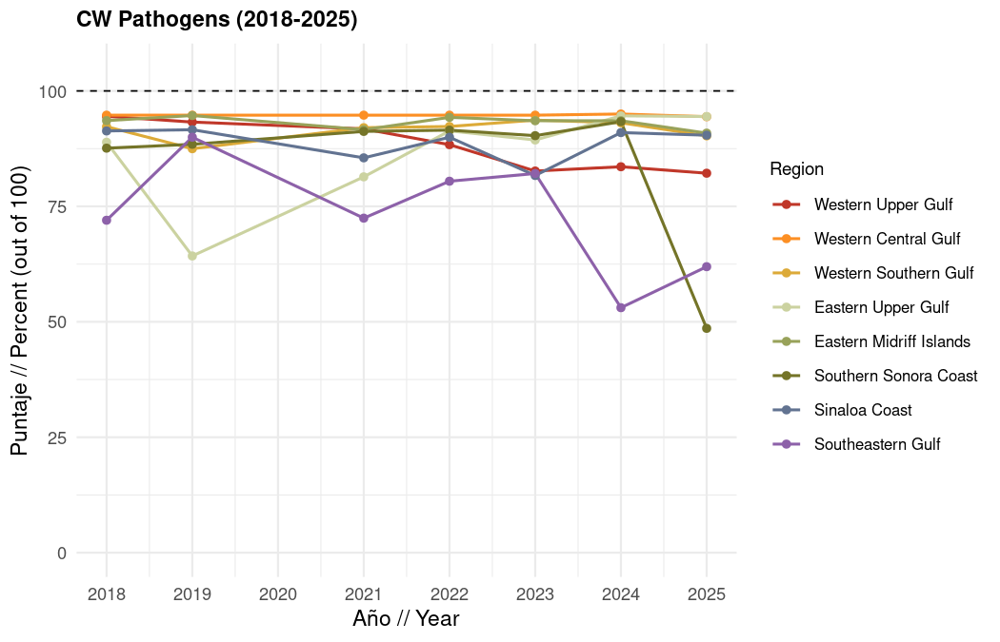 CW Pathogens (2018-2025)
100
75
50
25
0
Puntaje // Percent (out of 100)
2018 2019 2020 2021 2022 2023 2024 2025
Año // Year
Region
Western Upper Gulf
Western Central Gulf
Western Southern Gulf
Eastern Upper Gulf
Eastern Midriff Islands
Southern Sonora Coast
Sinaloa Coast
Southeastern Gulf